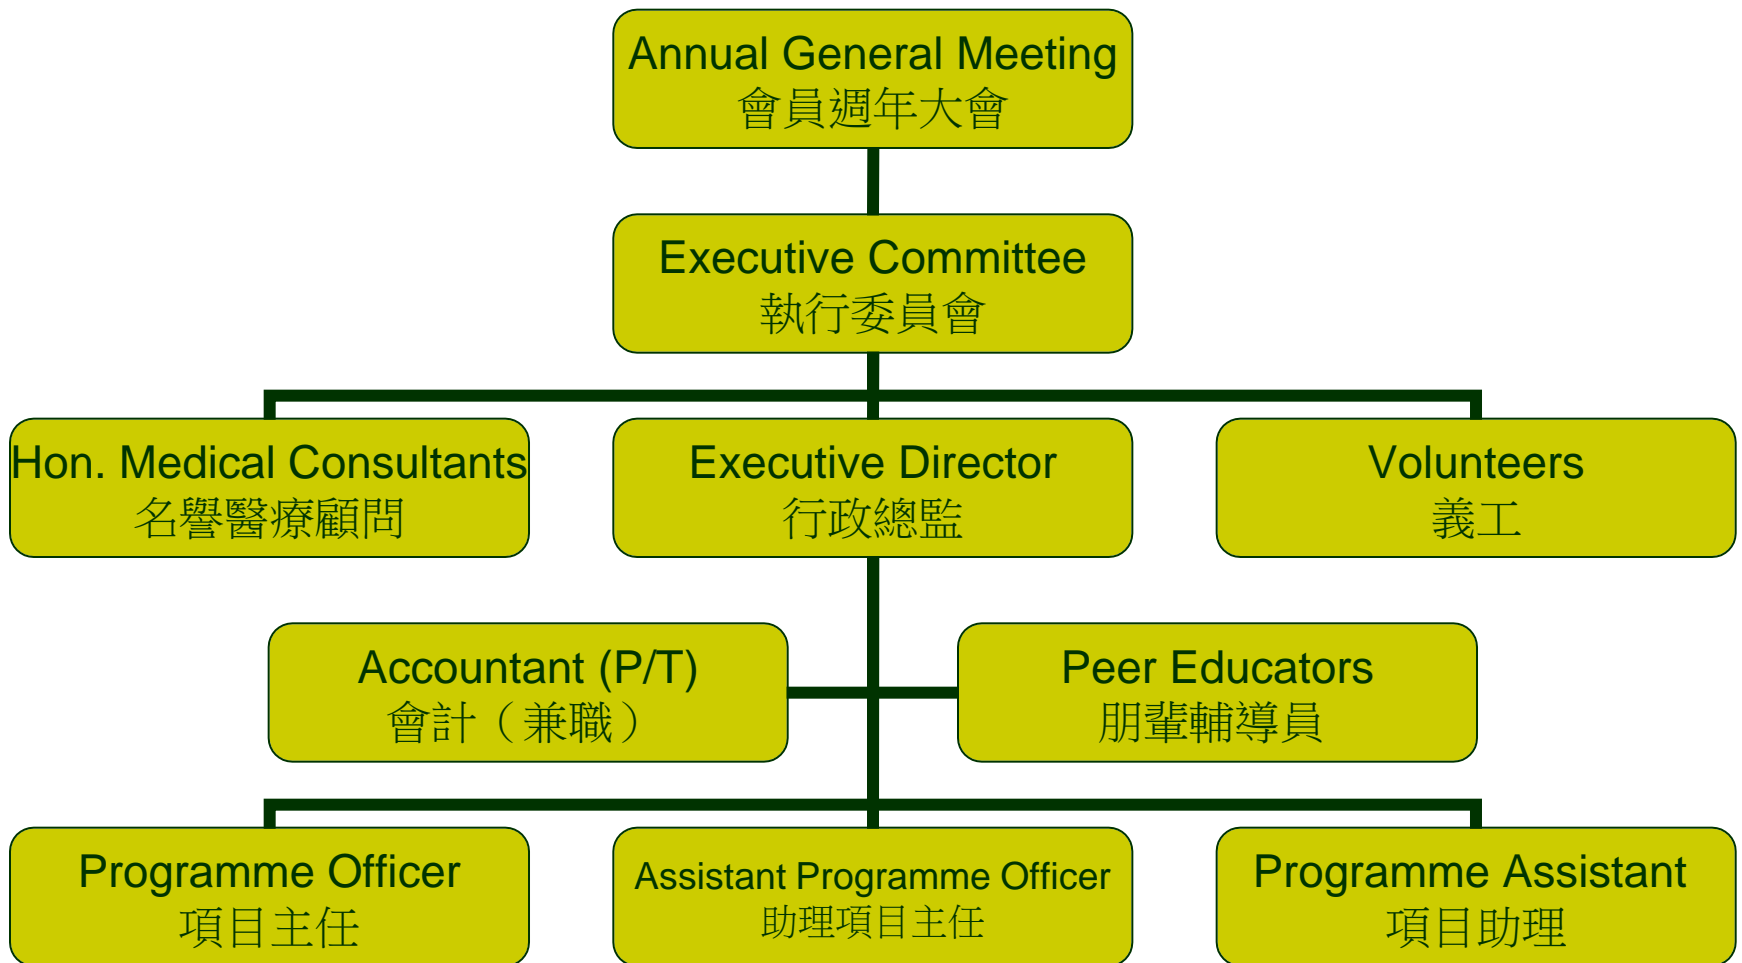 Annual General Meeting
會員週年大會
Executive Committee
執行委員會
Hon. Medical Consultants
名譽醫療顧問
Executive Director
行政總監
Volunteers
義工
Accountant (P/T)
會計（兼職）
Peer Educators
朋輩輔導員
Programme Officer
項目主任
Assistant Programme Officer
助理項目主任
Programme Assistant
項目助理